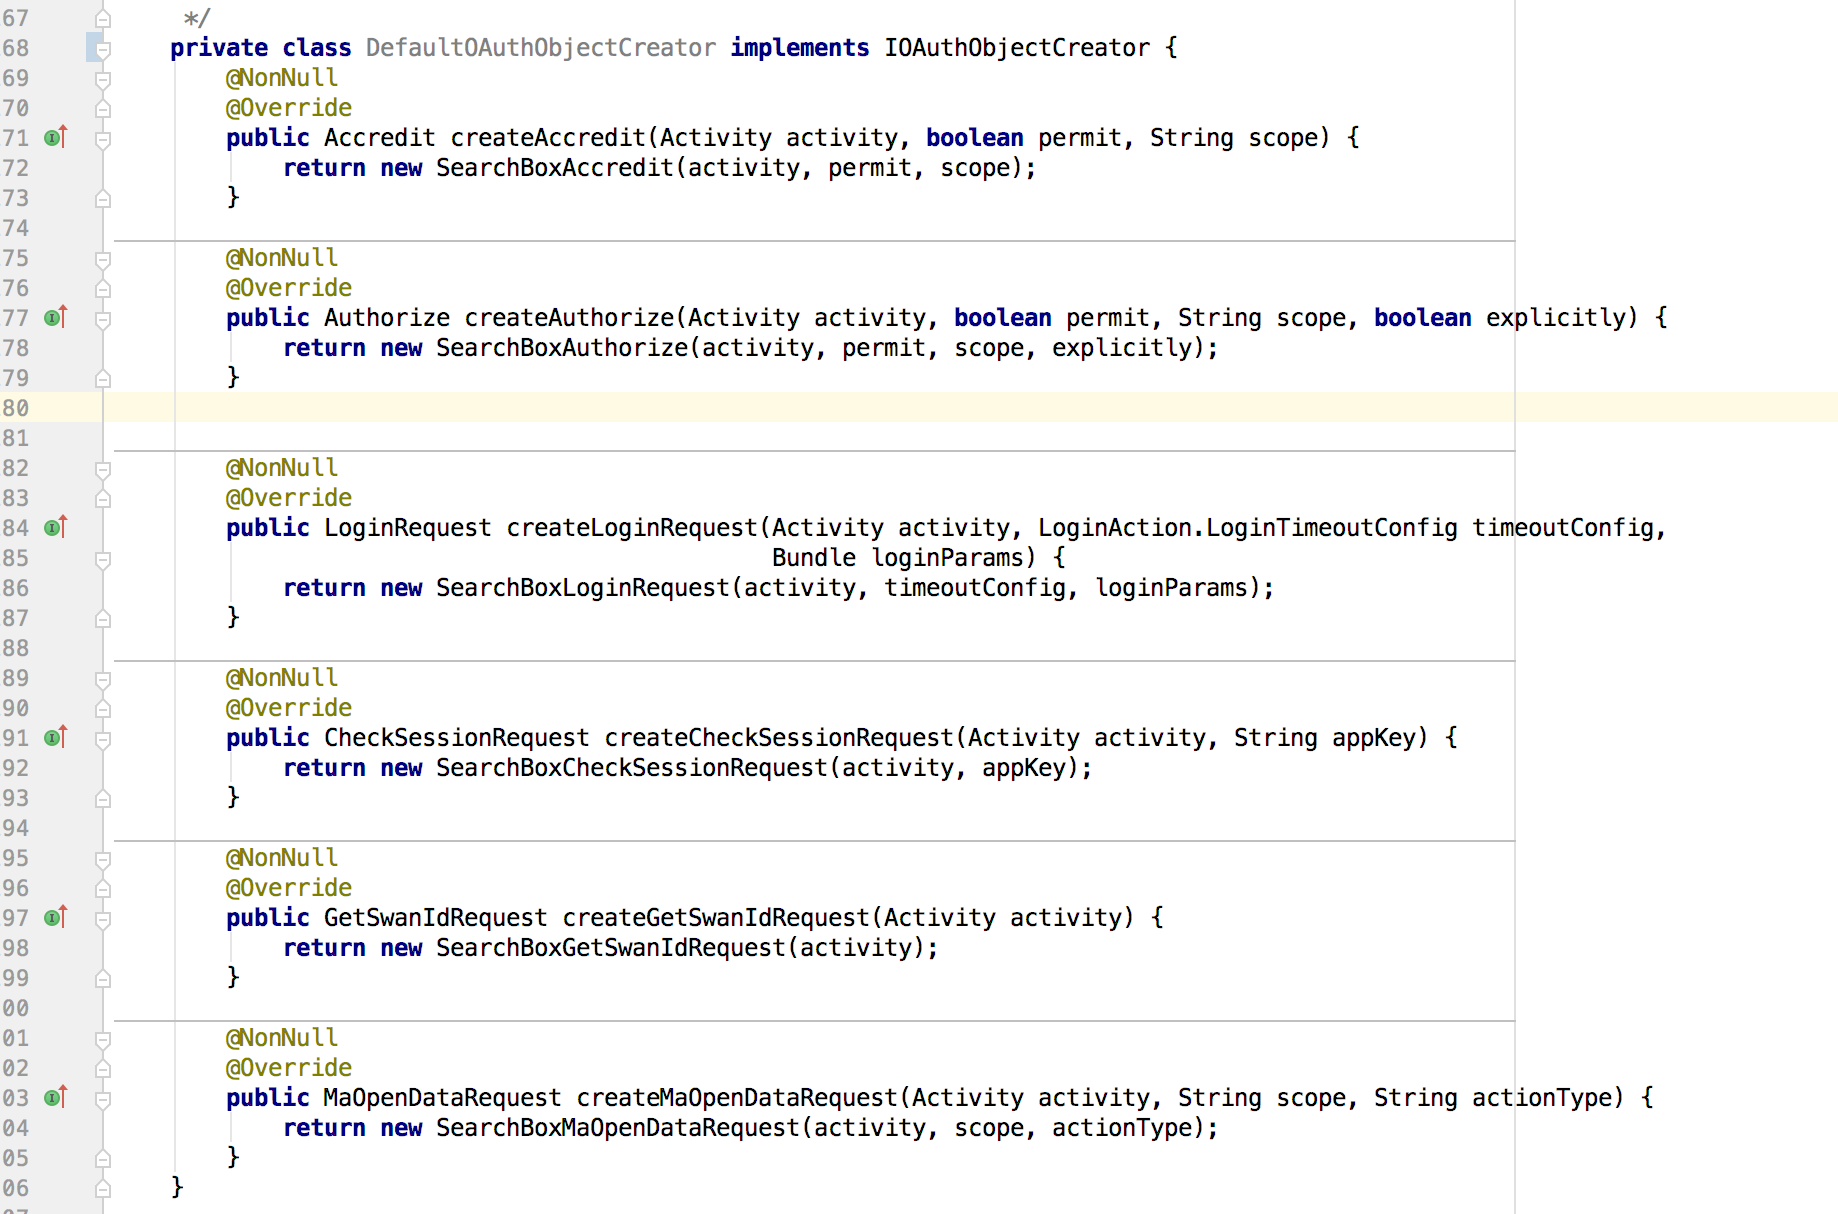 67         */
68        private class DefaultOAuthObjectCreator implements IOAuthObjectCreator {
69            @NonNull
70            @Override
71            public Accredit createAccredit(Activity activity, boolean permit, String scope) {
72                return new SearchBoxAccredit(activity, permit, scope);
73            }
74
75            @NonNull
76            @Override
77            public Authorize createAuthorize(Activity activity, boolean permit, String scope, boolean explicitly) {
78                return new SearchBoxAuthorize(activity, permit, scope, explicitly);
79            }
80
81
82            @NonNull
83            @Override
84            public LoginRequest createLoginRequest(Activity activity, LoginAction.LoginTimeoutConfig timeoutConfig,
85                                                   Bundle loginParams) {
86                return new SearchBoxLoginRequest(activity, timeoutConfig, loginParams);
87            }
88
89            @NonNull
90            @Override
91            public CheckSessionRequest createCheckSessionRequest(Activity activity, String appKey) {
92                return new SearchBoxCheckSessionRequest(activity, appKey);
93            }
94
95            @NonNull
96            @Override
97            public GetSwanIdRequest createGetSwanIdRequest(Activity activity) {
98                return new SearchBoxGetSwanIdRequest(activity);
99            }
00
01            @NonNull
02            @Override
03            public MaOpenDataRequest createMaOpenDataRequest(Activity activity, String scope, String actionType) {
04                return new SearchBoxMaOpenDataRequest(activity, scope, actionType);
05            }
06        }